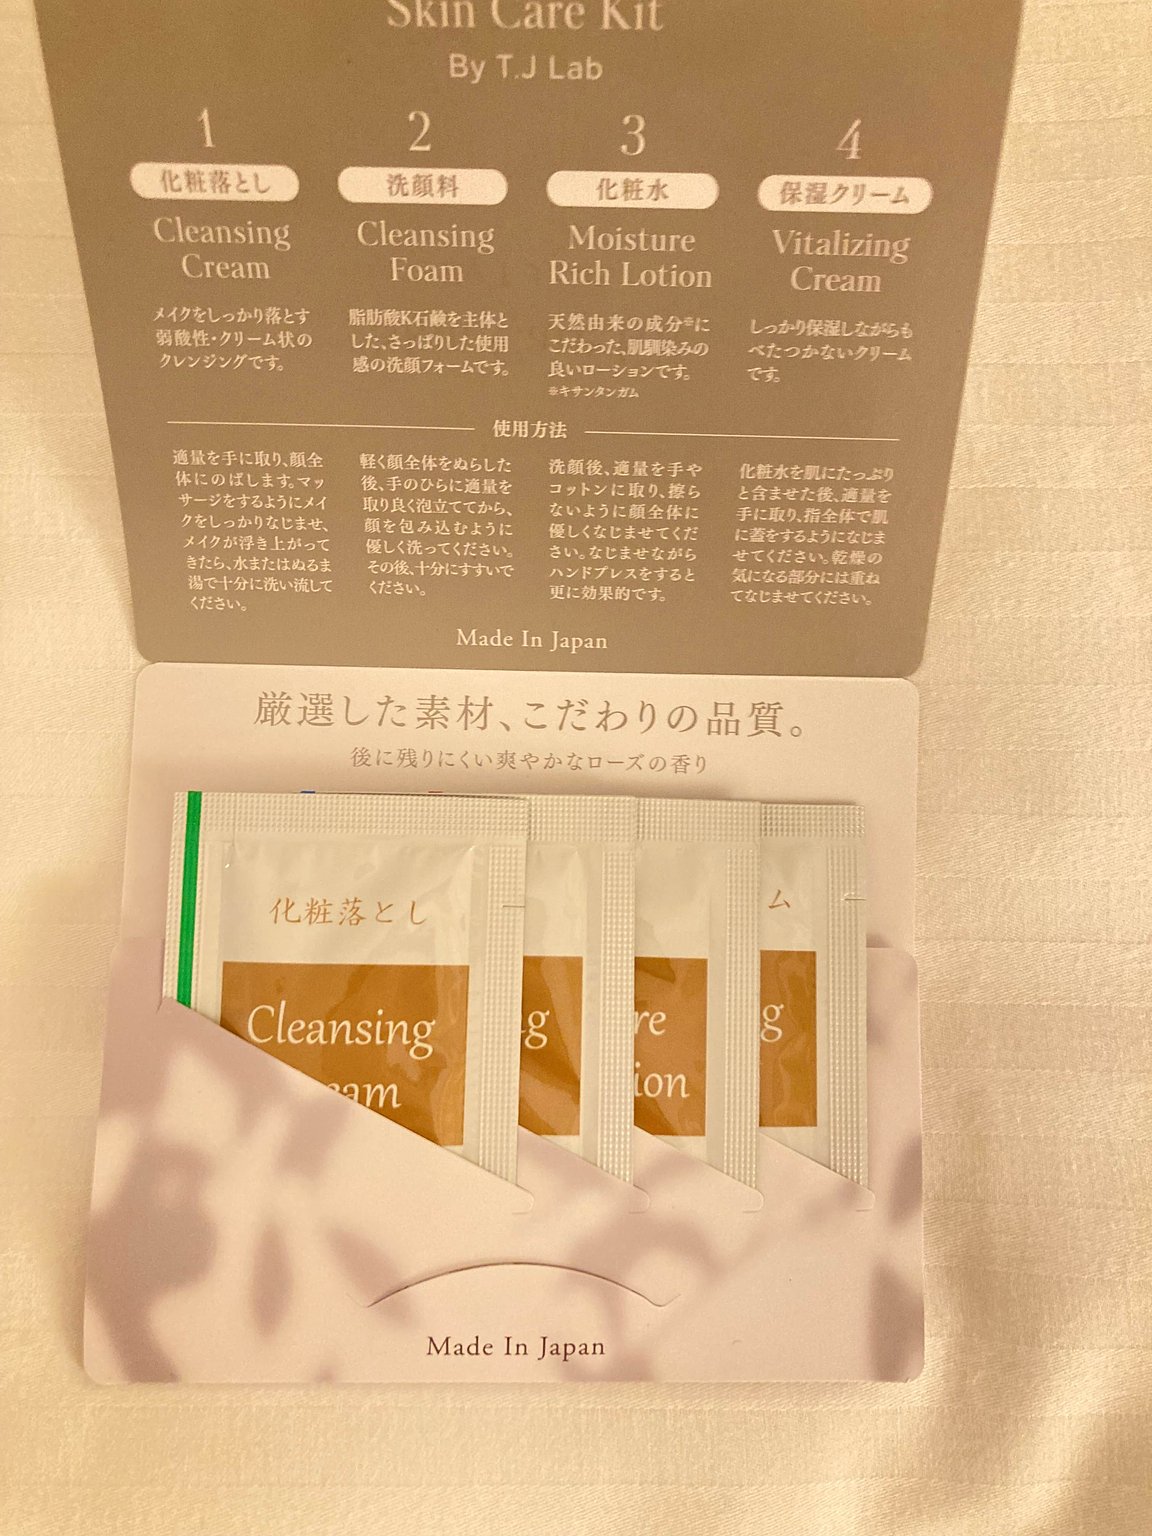 Skin Care Kit
By T.J Lab
1
化粧落とし
Cleansing
Cream
メイクをしっかり落とす
弱酸性・クリーム状の
クレンジングです。
2
洗顔料
Cleansing
Foam
脂肪酸K石鹸を主体と
した、さっぱりした使用
感の洗顔フォームです。
3
化粧水
Moisture
Rich Lotion
天然由来の成分※に
こだわった、肌馴染みの
良いローションです。
※キサンタンガム
4
保湿クリーム
Vitalizing
Cream
しっかり保湿しながらも
べたつかないクリーム
です。
使用方法
適量を手に取り、顔全
体にのばします。マッ
サージをするようにメイ
クをしっかりなじませ、
メイクが浮き上がって
きたら、水またはぬるま
湯で十分に洗い流して
ください。
軽く顔全体をぬらした
後、手のひらに適量を
取り良く泡立ててから、
顔を包み込むように
優しく洗ってください。
その後、十分にすすいで
ください。
洗顔後、適量を手や
コットンに取り、擦ら
ないように顔全体に
優しくなじませてくだ
さい。なじませながら
ハンドプレスをすると
更に効果的です。
化粧水を肌にたっぷり
と含ませた後、適量を
手に取り、指全体で肌
に蓋をするようになじま
せてください。乾燥の
気になる部分には重ね
てなじませてください。
Made In Japan
厳選した素材、こだわりの品質。
後に残りにくい爽やかなローズの香り
化粧落とし
Cleansing
eam
ng
re
ion
ム
g
Made In Japan